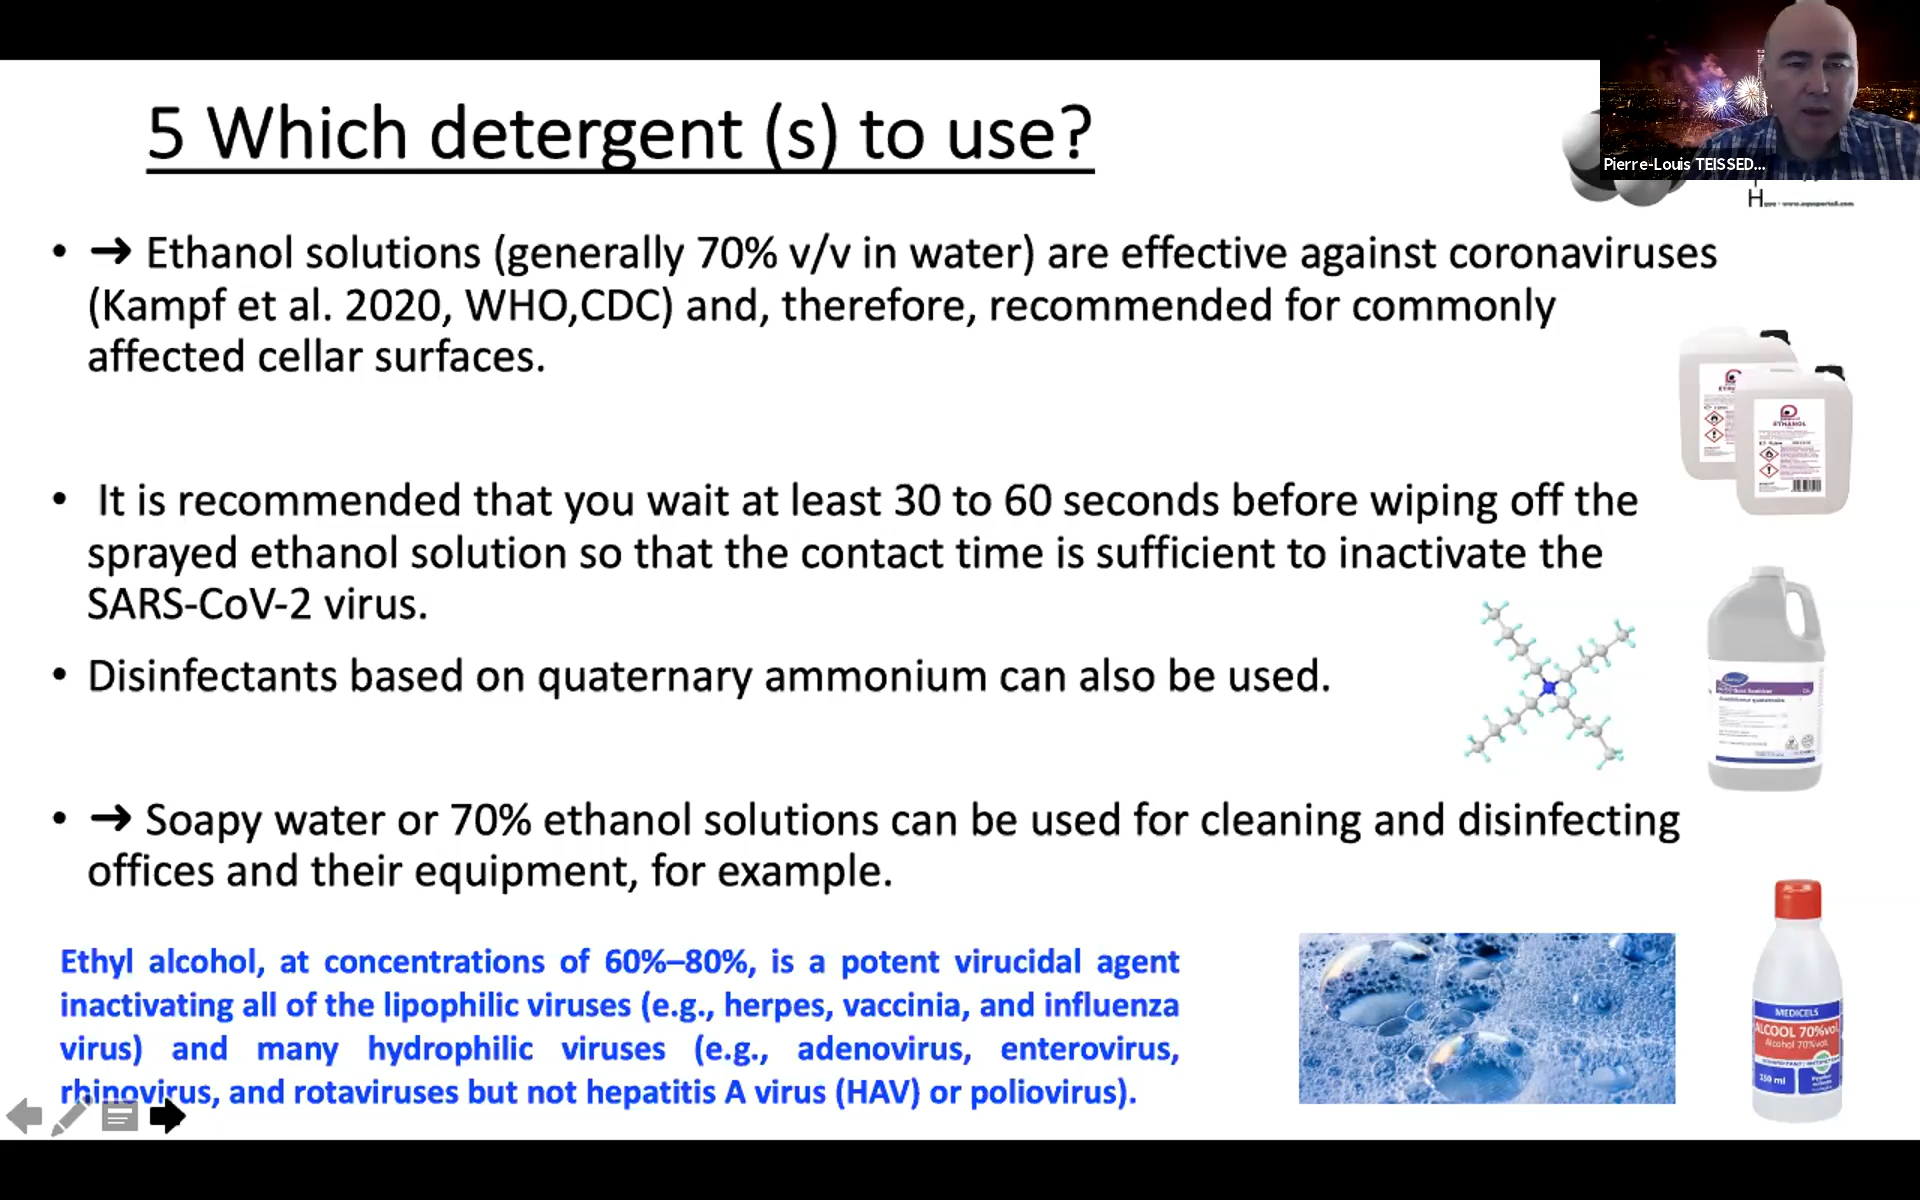 5 Which detergent (s) to use?
Pierre-Louis TEISSED...
H
• ➔ Ethanol solutions (generally 70% v/v in water) are effective against coronaviruses
(Kampf et al. 2020, WHO,CDC) and, therefore, recommended for commonly
affected cellar surfaces.
ETHANOL
• It is recommended that you wait at least 30 to 60 seconds before wiping off the
sprayed ethanol solution so that the contact time is sufficient to inactivate the
SARS-CoV-2 virus.
• Disinfectants based on quaternary ammonium can also be used.
• ➔ Soapy water or 70% ethanol solutions can be used for cleaning and disinfecting
offices and their equipment, for example.
Ethyl alcohol, at concentrations of 60%–80%, is a potent virucidal agent
inactivating all of the lipophilic viruses (e.g., herpes, vaccinia, and influenza
virus) and many hydrophilic viruses (e.g., adenovirus, enterovirus,
rhinovirus, and rotaviruses but not hepatitis A virus (HAV) or poliovirus).
MEDICELS
ALCOOL 70%vol.
Alcohol 70%vol.
250 ml